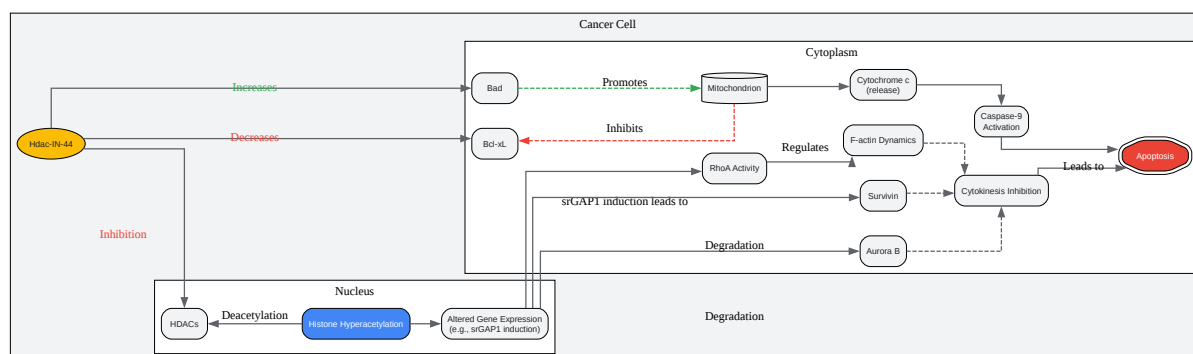 Cancer Cell
Cytoplasm
Increases
Bad
Promotes
Mitochondrion
Cytochrome c
(release)
Caspase-9
Activation
Hdac-IN-44
Decreases
Bcl-xL
Inhibits
F-actin Dynamics
Regulates
RhoA Activity
Apoptosis
Leads to
srGAP1 induction leads to
Survivin
Cytokinesis Inhibition
Inhibition
Degradation
Aurora B
Nucleus
HDACs
Deacetylation
Histone Hyperacetylation
Altered Gene Expression
(e.g., srGAP1 induction)
Degradation